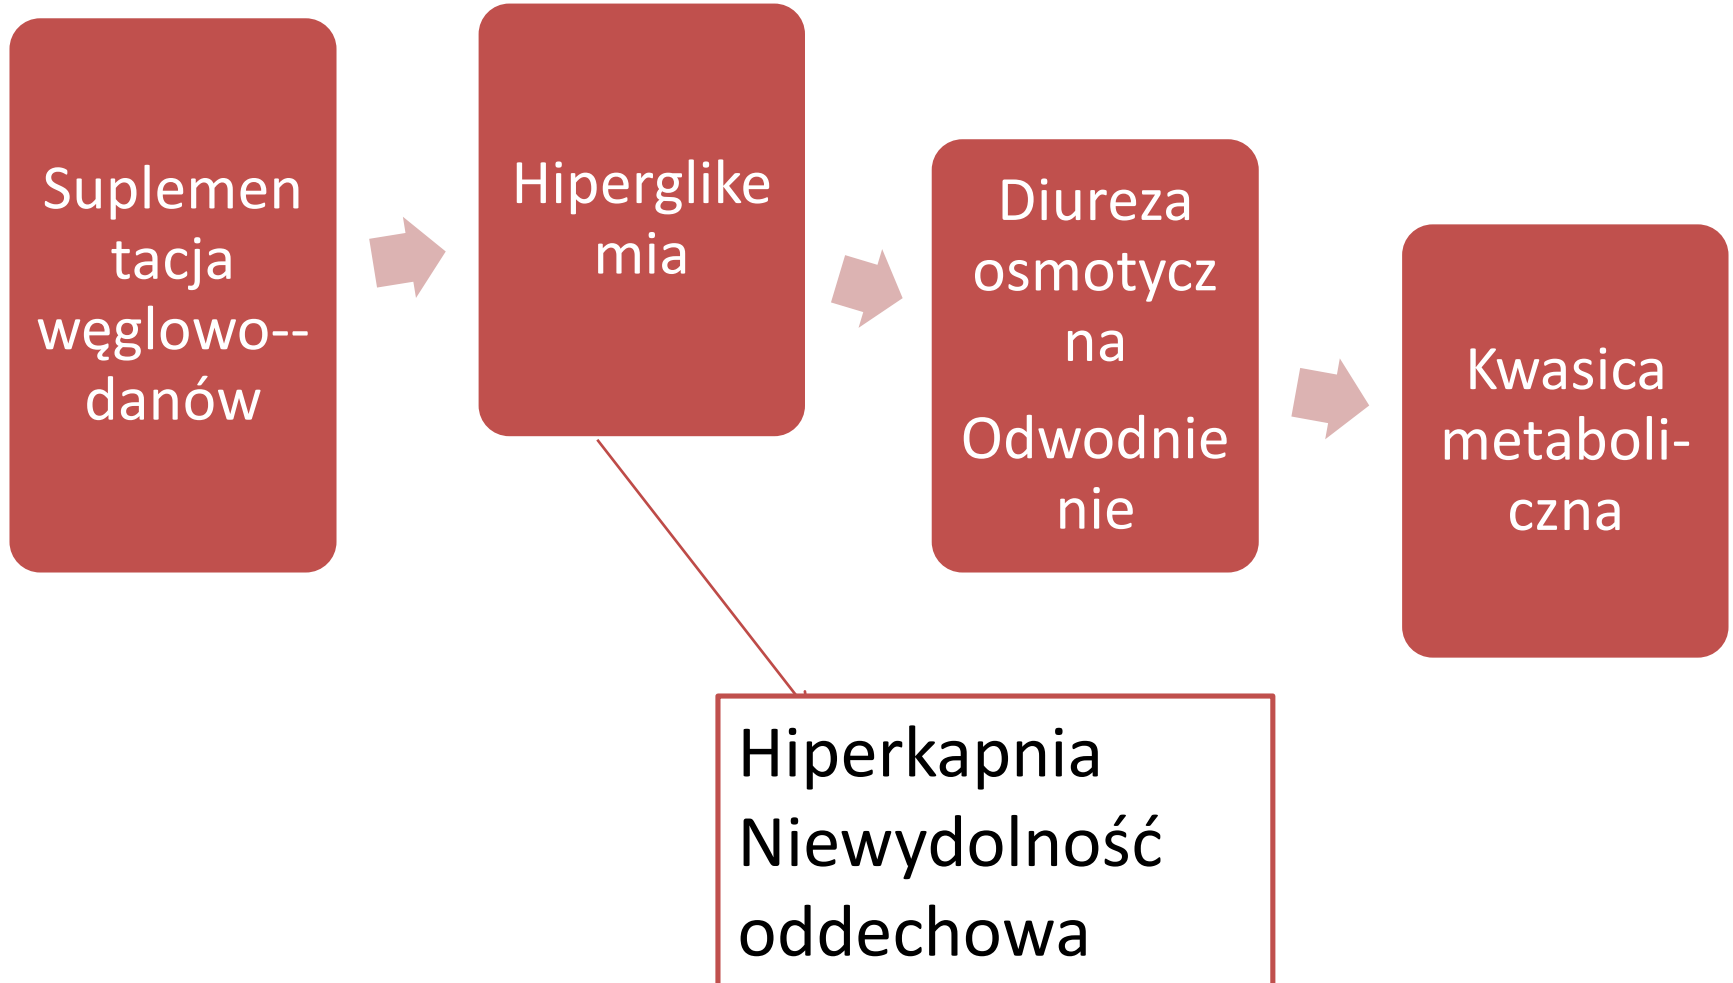 Suplemen
tacja
węglowo--
danów
Hiperglike
mia
Diureza
osmotycz
na
Odwodnie
nie
Kwasica
metaboli-
czna
Hiperkapnia
Niewydolność
oddechowa